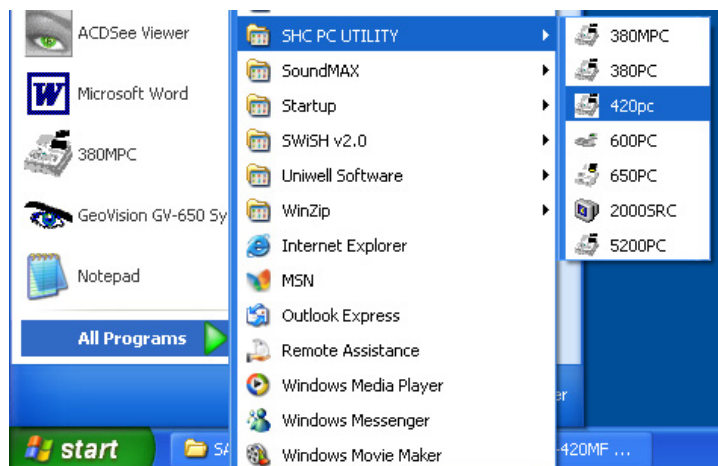 ACDSee Viewer
Microsoft Word
380MPC
GeoVision GV-650 Sy
Notepad
All Programs
SHC PC UTILITY
SoundMAX
Startup
SWiSH v2.0
Uniwell Software
WinZip
Internet Explorer
MSN
Outlook Express
Remote Assistance
Windows Media Player
Windows Messenger
Windows Movie Maker
380MPC
380PC
420pc
600PC
650PC
2000SRC
5200PC
start
-420MF ...